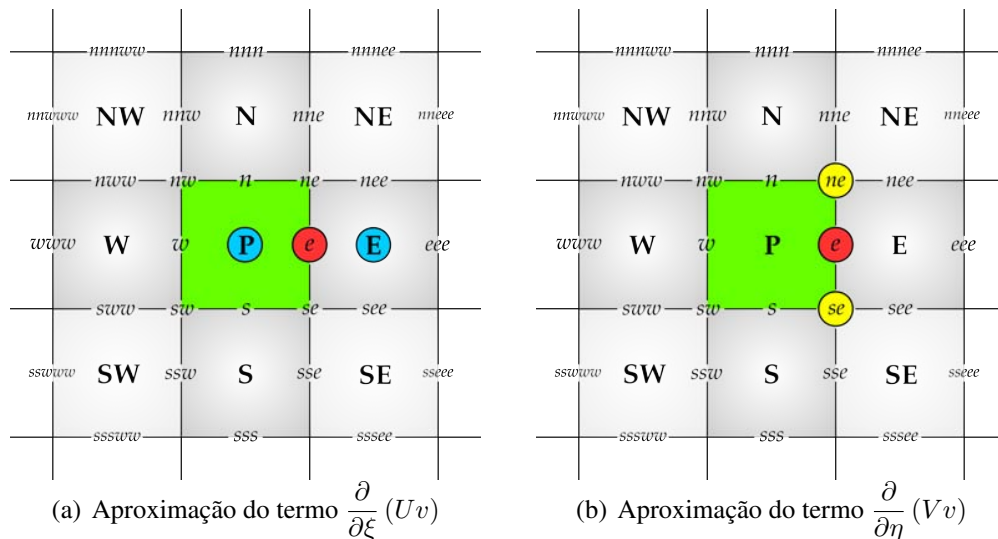 nnnww nnn nnnee
nnwww NW nnw N nne NE nneee
nww nw n ne nee
www W w P e E eee
sww sw s se see
sswww SW ssw S sse SE sseee
sssww sss sssee
(a) Aproximação do termo ∂/∂ξ (Uv)
nnnww nnn nnnee
nnwww NW nnw N nne NE nneee
nww nw n ne nee
www W w P e E eee
sww sw s se see
sswww SW ssw S sse SE sseee
sssww sss sssee
(b) Aproximação do termo ∂/∂η (Vv)